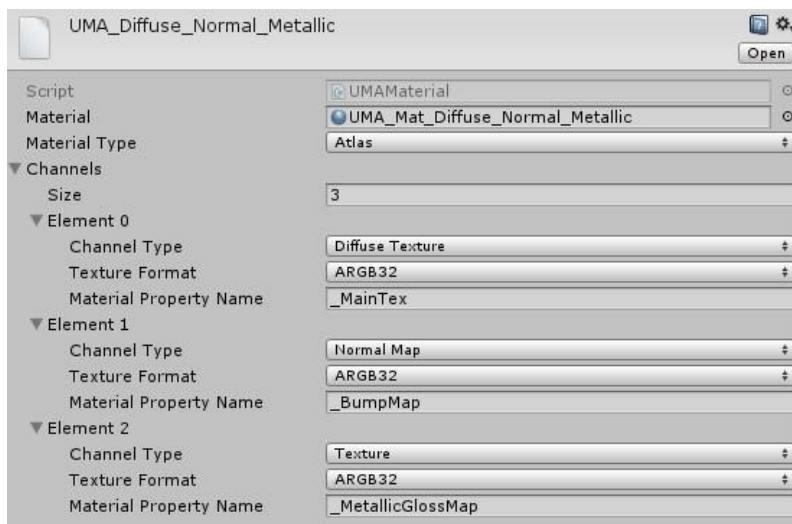 UMA_Diffuse_Normal_Metallic
Open
Script UMAMaterial
Material UMA_Mat_Diffuse_Normal_Metallic
Material Type Atlas
Channels
Size 3
Element 0
Channel Type Diffuse Texture
Texture Format ARGB32
Material Property Name _MainTex
Element 1
Channel Type Normal Map
Texture Format ARGB32
Material Property Name _BumpMap
Element 2
Channel Type Texture
Texture Format ARGB32
Material Property Name _MetallicGlossMap